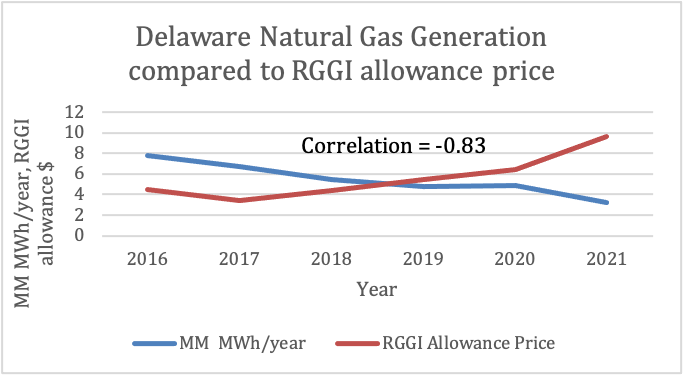 Delaware Natural Gas Generation
compared to RGGI allowance price
MM MWh/year, RGGI
allowance $
12
10
8
6
4
2
0
Correlation = -0.83
2016 2017 2018 2019 2020 2021
Year
MM MWh/year RGGI Allowance Price